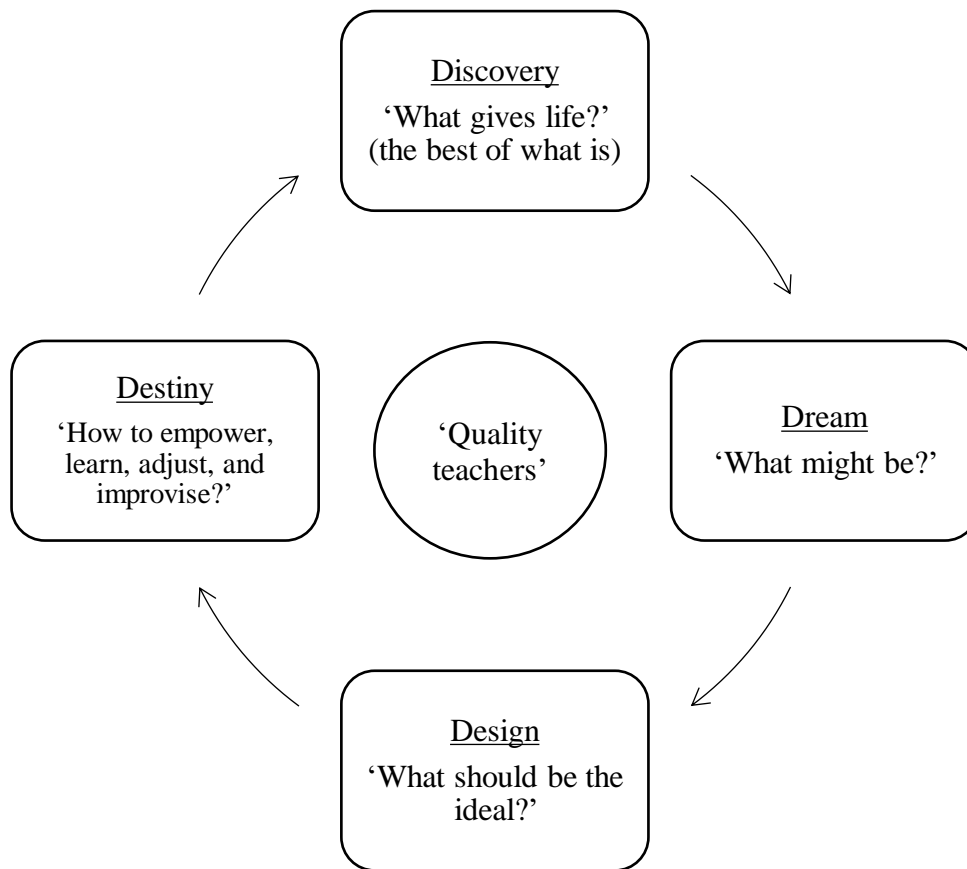 Discovery
‘What gives life?’
(the best of what is)
Destiny
‘How to empower,
learn, adjust, and
improvise?’
‘Quality
teachers’
Dream
‘What might be?’
Design
‘What should be the
ideal?’